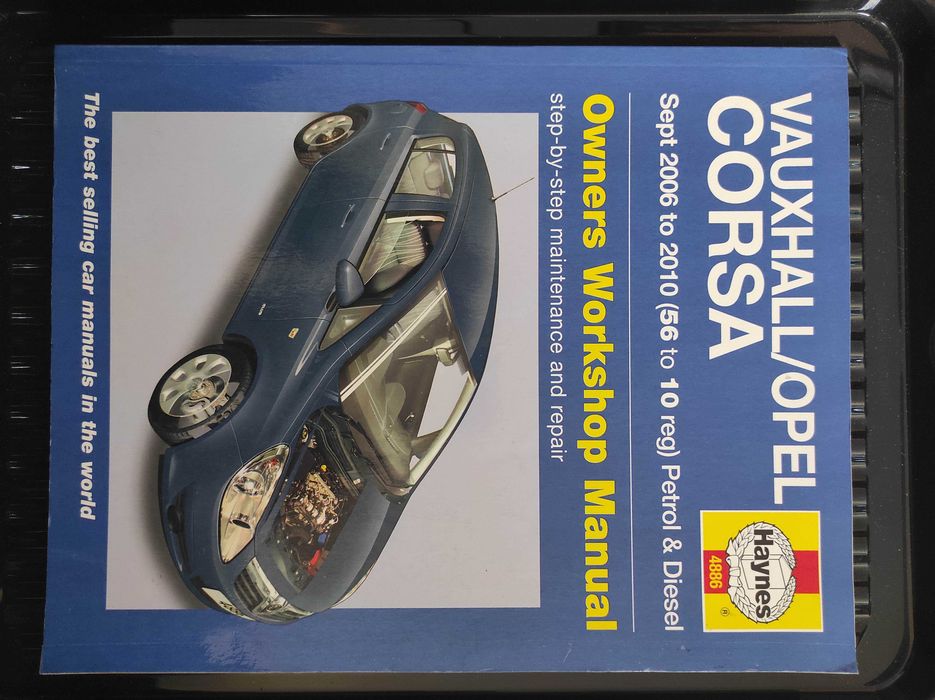 VAUXHALL/OPEL
CORSA
Haynes
4886
®
Sept 2006 to 2010 (56 to 10 reg) Petrol & Diesel
Owners Workshop Manual
step-by-step maintenance and repair
The best selling car manuals in the world